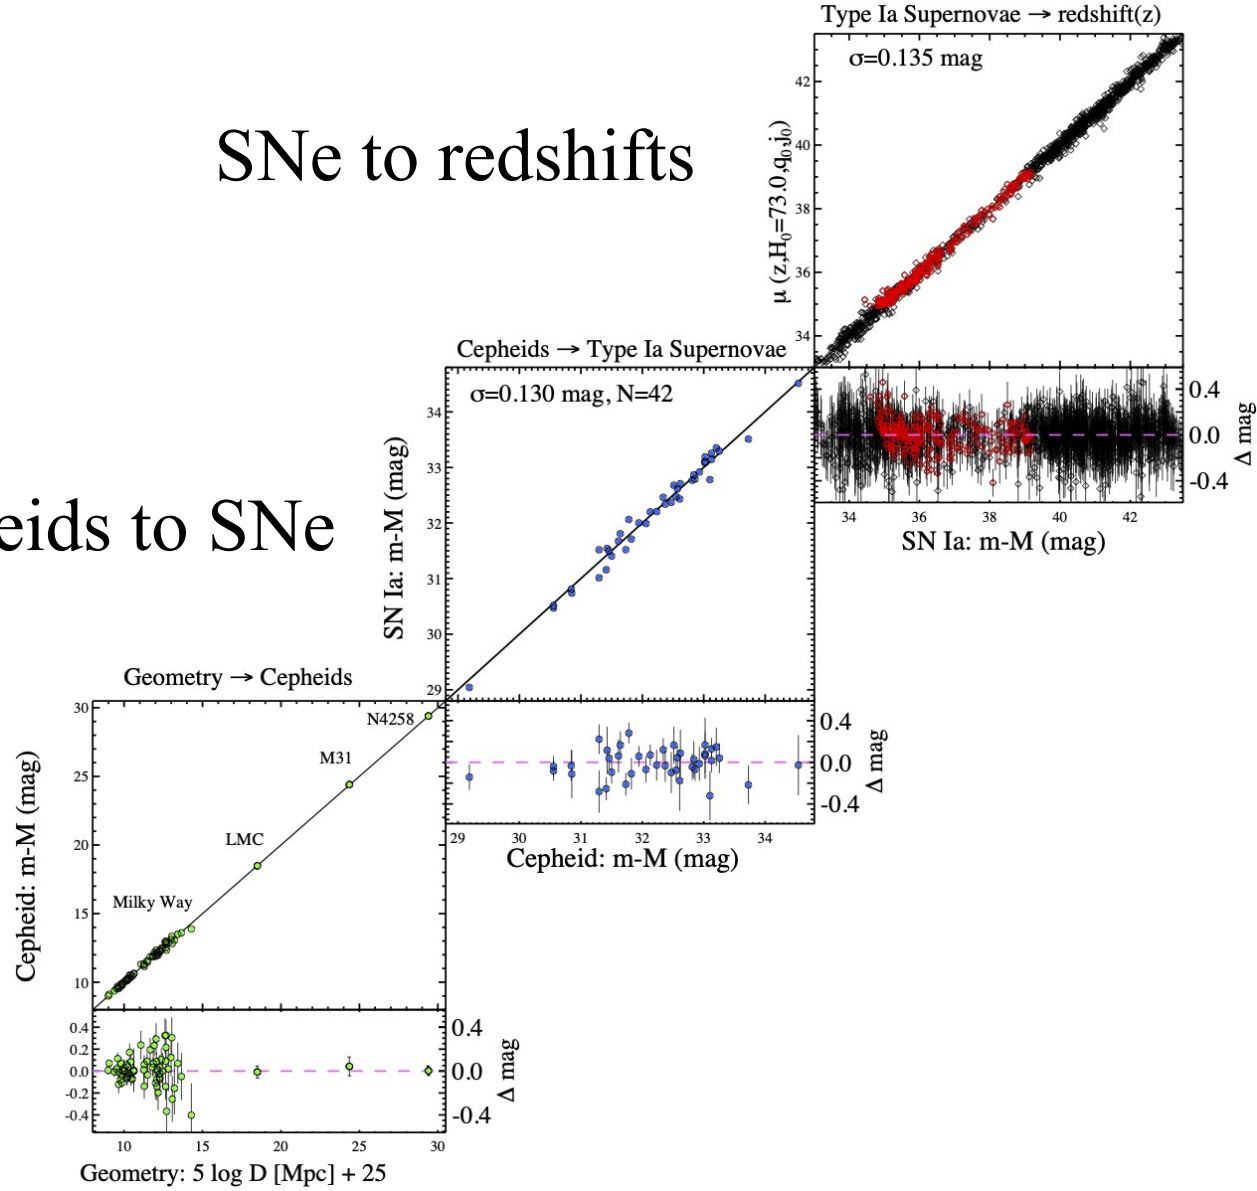 Type Ia Supernovae → redshift(z)
σ=0.135 mag
SNe to redshifts
μ (z,H₀=73.0,q₀,j₀)
42
40
38
36
34
0.4
0.0
-0.4
Δ mag
34 36 38 40 42
SN Ia: m-M (mag)
Cepheids → Type Ia Supernovae
σ=0.130 mag, N=42
eids to SNe
SN Ia: m-M (mag)
34
33
32
31
30
29
0.4
0.0
-0.4
Δ mag
29 30 31 32 33 34
Cepheid: m-M (mag)
Geometry → Cepheids
N4258
M31
LMC
Milky Way
Cepheid: m-M (mag)
30
25
20
15
10
0.4 0.4
0.2
0.0 0.0
-0.2
-0.4 -0.4
Δ mag
10 15 20 25 30
Geometry: 5 log D [Mpc] + 25